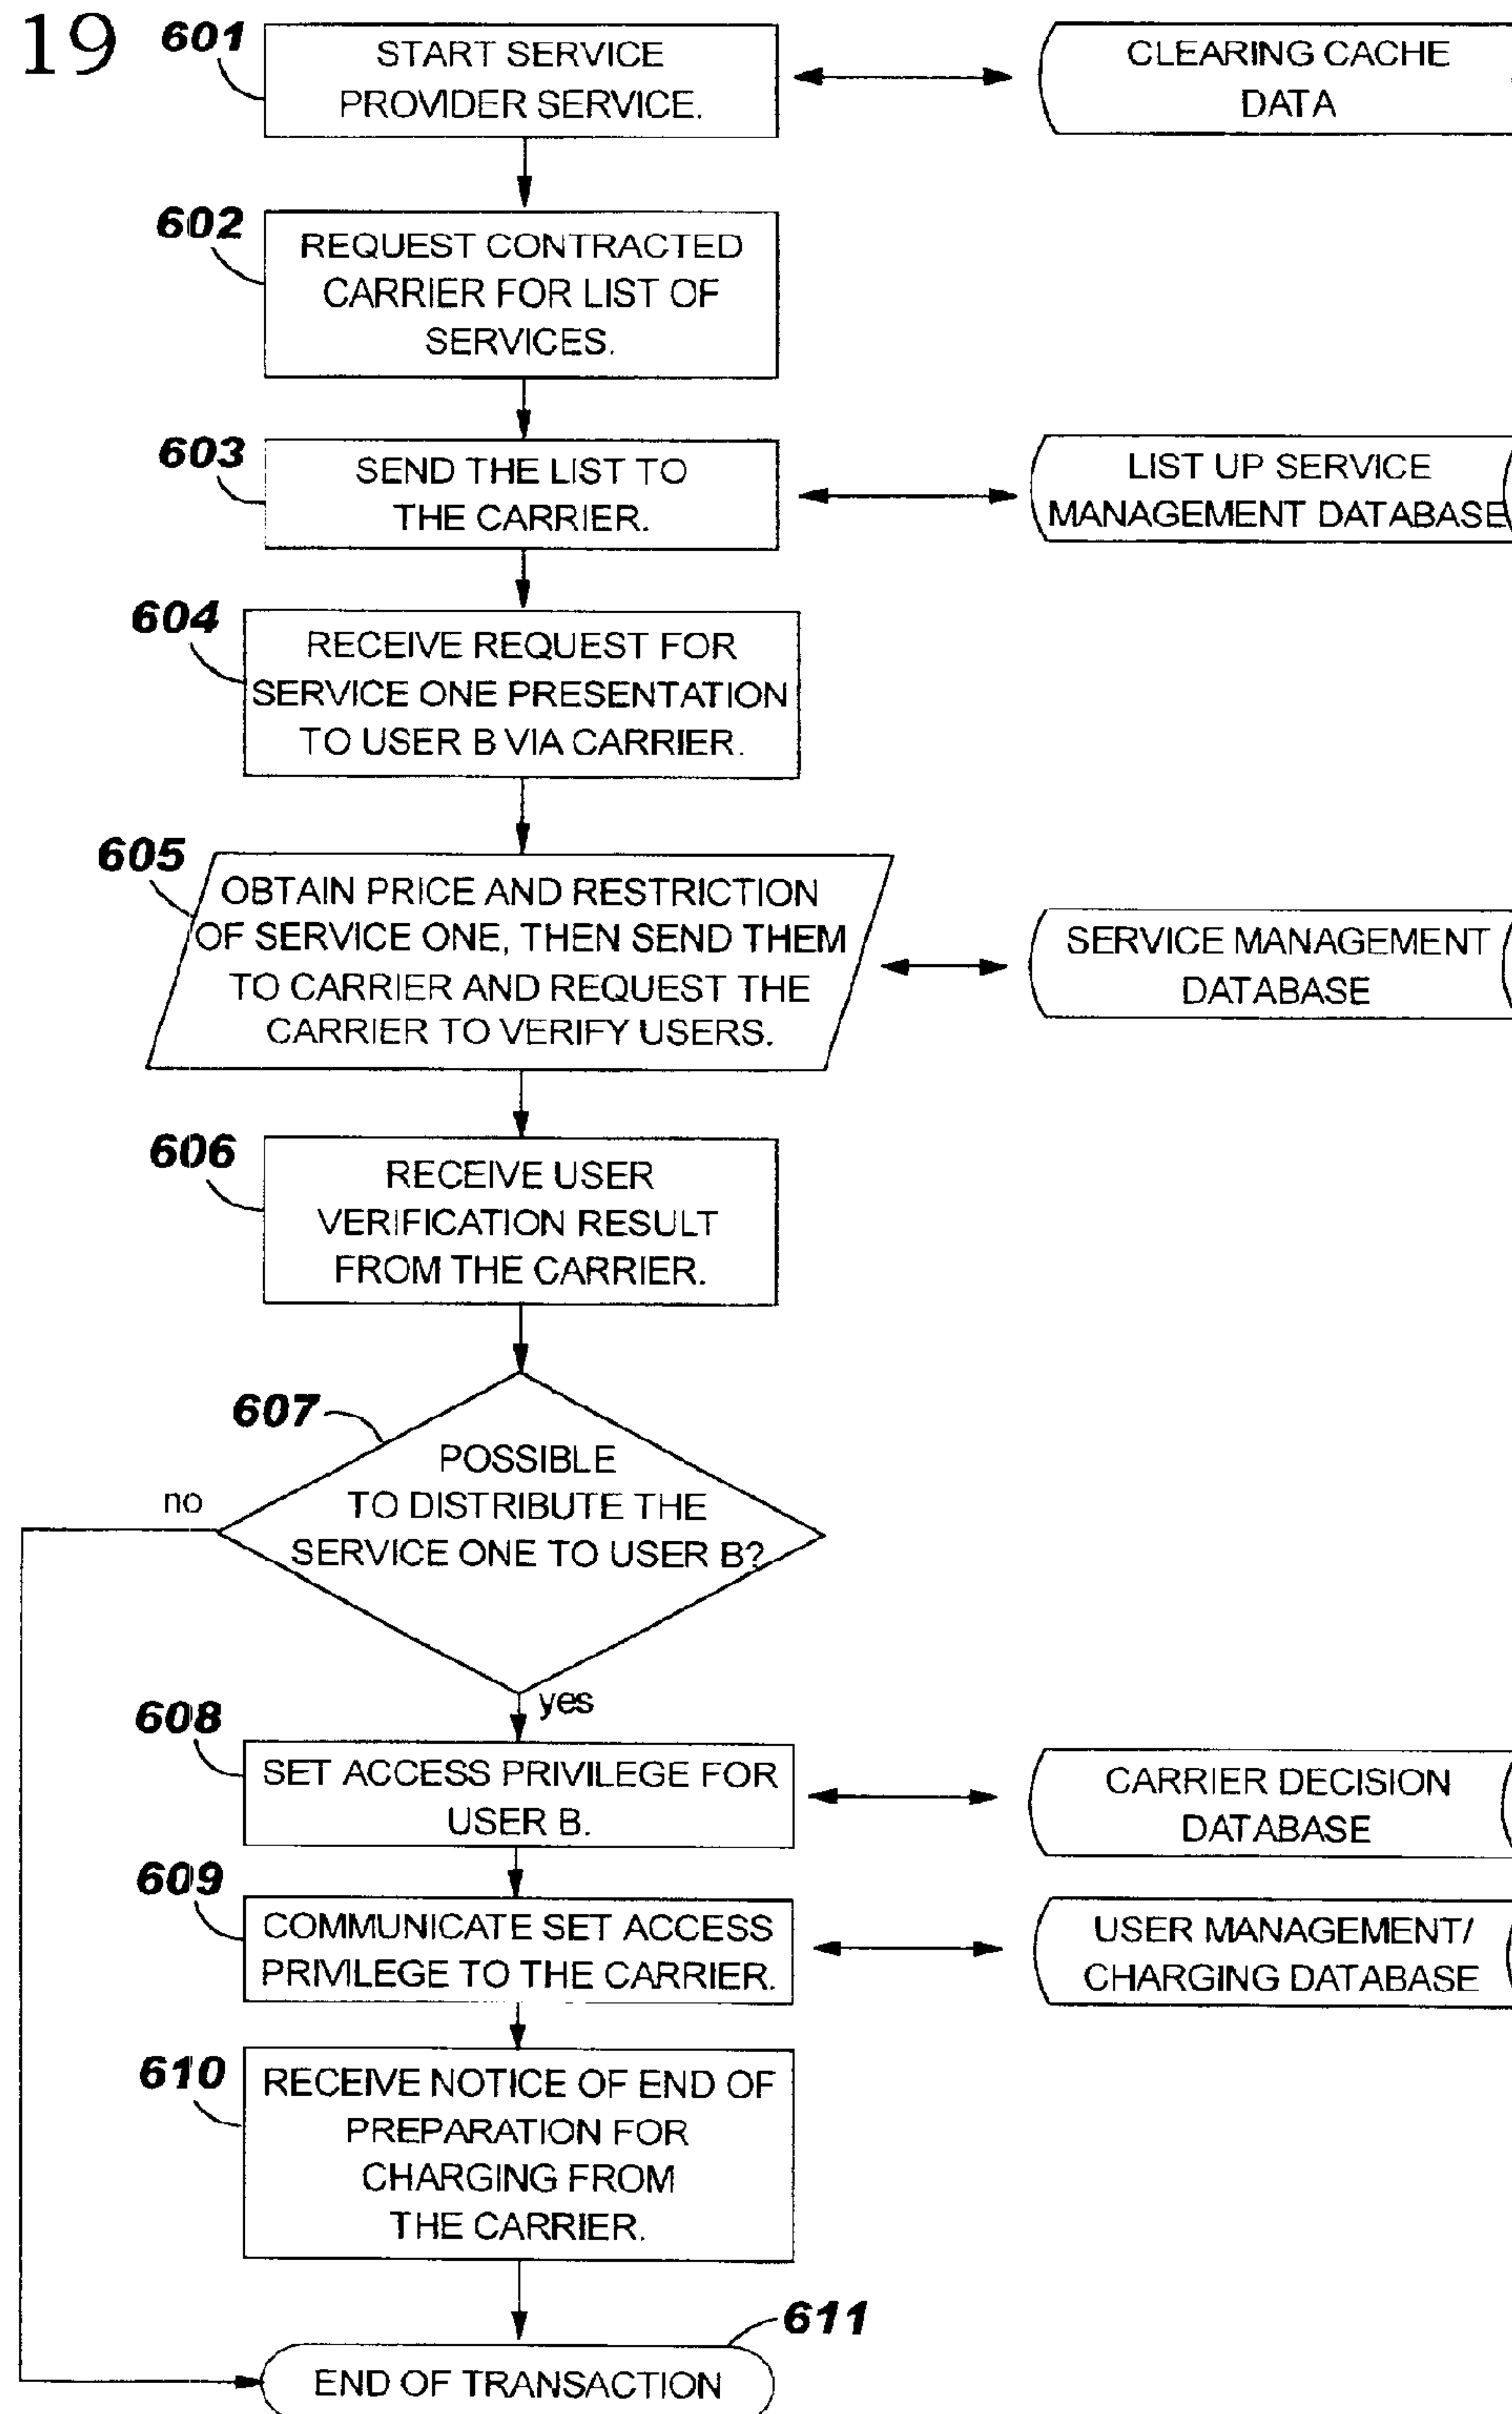 19
601
START SERVICE
PROVIDER SERVICE.
CLEARING CACHE
DATA
602
REQUEST CONTRACTED
CARRIER FOR LIST OF
SERVICES.
603
SEND THE LIST TO
THE CARRIER.
LIST UP SERVICE
MANAGEMENT DATABASE
604
RECEIVE REQUEST FOR
SERVICE ONE PRESENTATION
TO USER B VIA CARRIER.
605
OBTAIN PRICE AND RESTRICTION
OF SERVICE ONE, THEN SEND THEM
TO CARRIER AND REQUEST THE
CARRIER TO VERIFY USERS.
SERVICE MANAGEMENT
DATABASE
606
RECEIVE USER
VERIFICATION RESULT
FROM THE CARRIER.
607
POSSIBLE
TO DISTRIBUTE THE
SERVICE ONE TO USER B?
no
yes
608
SET ACCESS PRIVILEGE FOR
USER B.
CARRIER DECISION
DATABASE
609
COMMUNICATE SET ACCESS
PRIVILEGE TO THE CARRIER.
USER MANAGEMENT/
CHARGING DATABASE
610
RECEIVE NOTICE OF END OF
PREPARATION FOR
CHARGING FROM
THE CARRIER.
611
END OF TRANSACTION